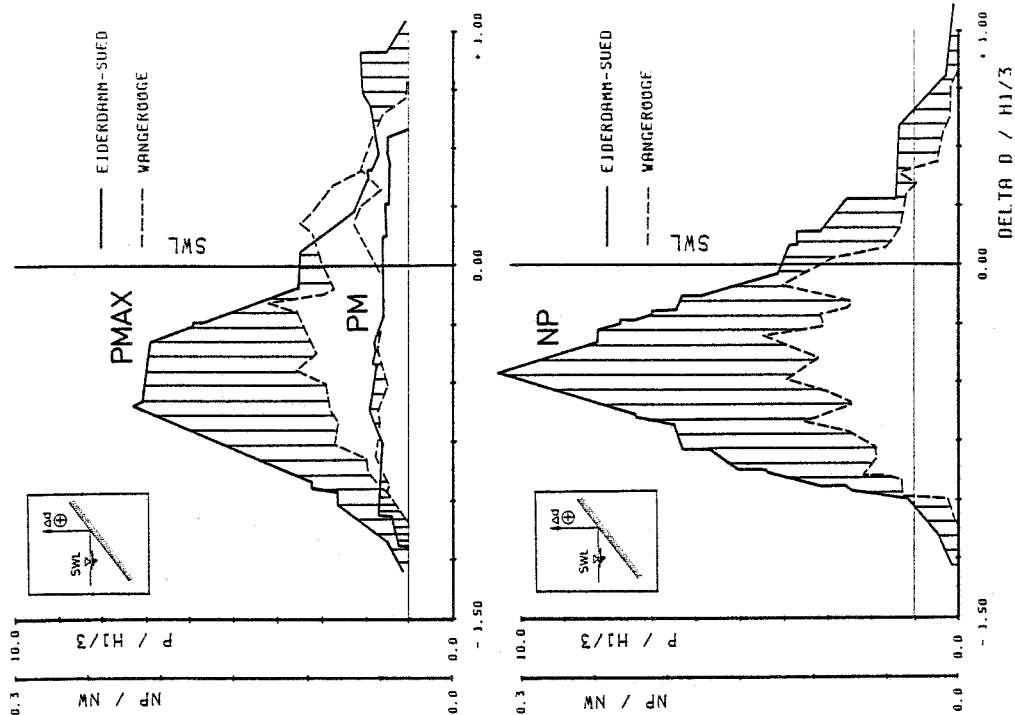 EIDERDAMM-SUED
WANGEROOGE
SWL
PMAX
PM
SWL
Δd
⊕
10.0
P / H1/3
0.0
0.3
NP / NW
0.0
- 1.50
0.00
+ 1.00
EIDERDAMM-SUED
WANGEROOGE
NP
SWL
Δd
⊕
10.0
P / H1/3
0.0
0.3
NP / NW
0.0
- 1.50
0.00
+ 1.00
DELTA D / H1/3